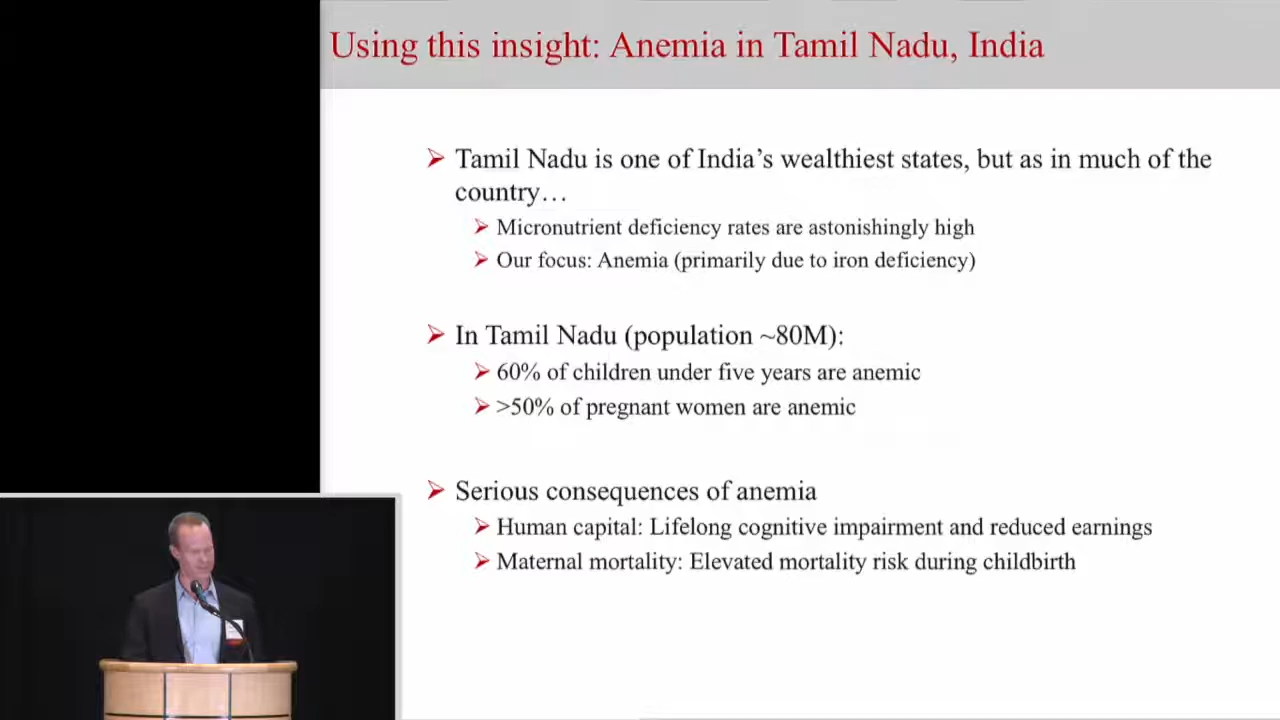 Using this insight: Anemia in Tamil Nadu, India
Tamil Nadu is one of India’s wealthiest states, but as in much of the
country…
Micronutrient deficiency rates are astonishingly high
Our focus: Anemia (primarily due to iron deficiency)
In Tamil Nadu (population ~80M):
60% of children under five years are anemic
>50% of pregnant women are anemic
Serious consequences of anemia
Human capital: Lifelong cognitive impairment and reduced earnings
Maternal mortality: Elevated mortality risk during childbirth